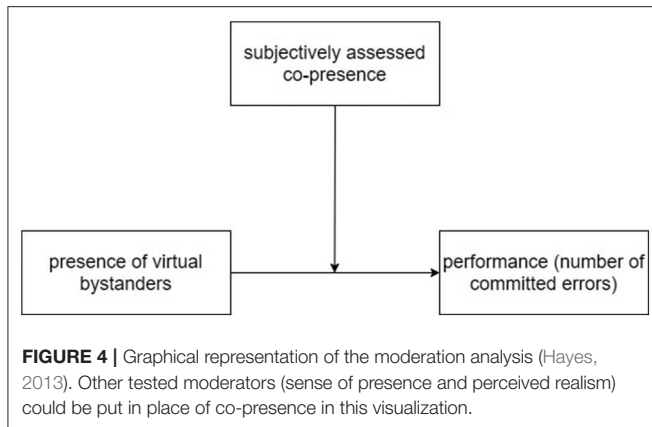 subjectively assessed
co-presence
presence of virtual
bystanders
performance (number of
committed errors)
FIGURE 4 | Graphical representation of the moderation analysis (Hayes,
2013). Other tested moderators (sense of presence and perceived realism)
could be put in place of co-presence in this visualization.